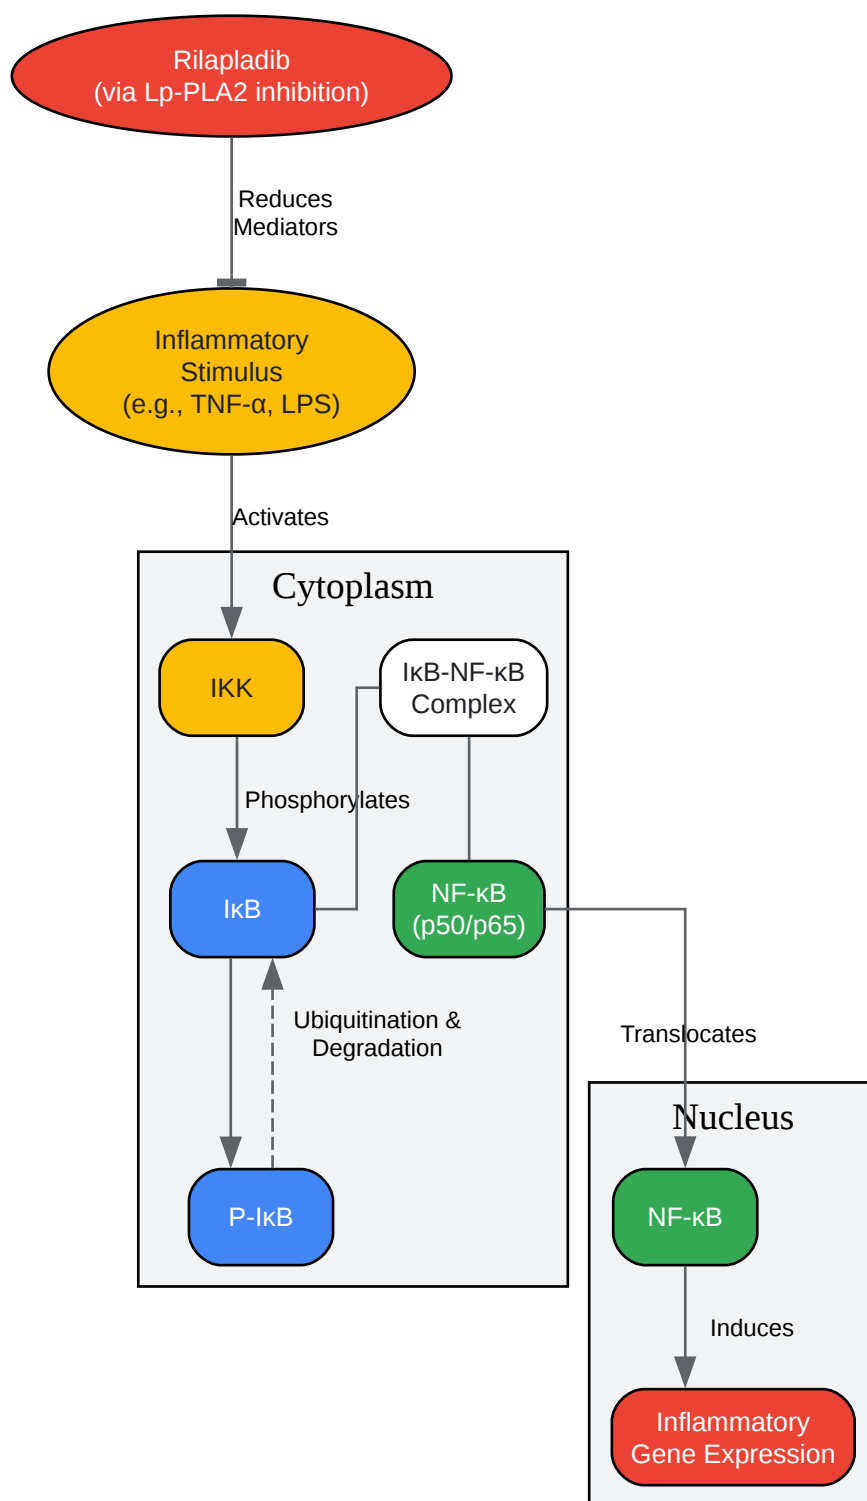 Rilapladib
(via Lp-PLA2 inhibition)
Reduces
Mediators
Inflammatory
Stimulus
(e.g., TNF-α, LPS)
Activates
Cytoplasm
IKK
IκB-NF-κB
Complex
Phosphorylates
IκB
NF-κB
(p50/p65)
Ubiquitination &
Degradation
Translocates
Nucleus
P-IκB
NF-κB
Induces
Inflammatory
Gene Expression